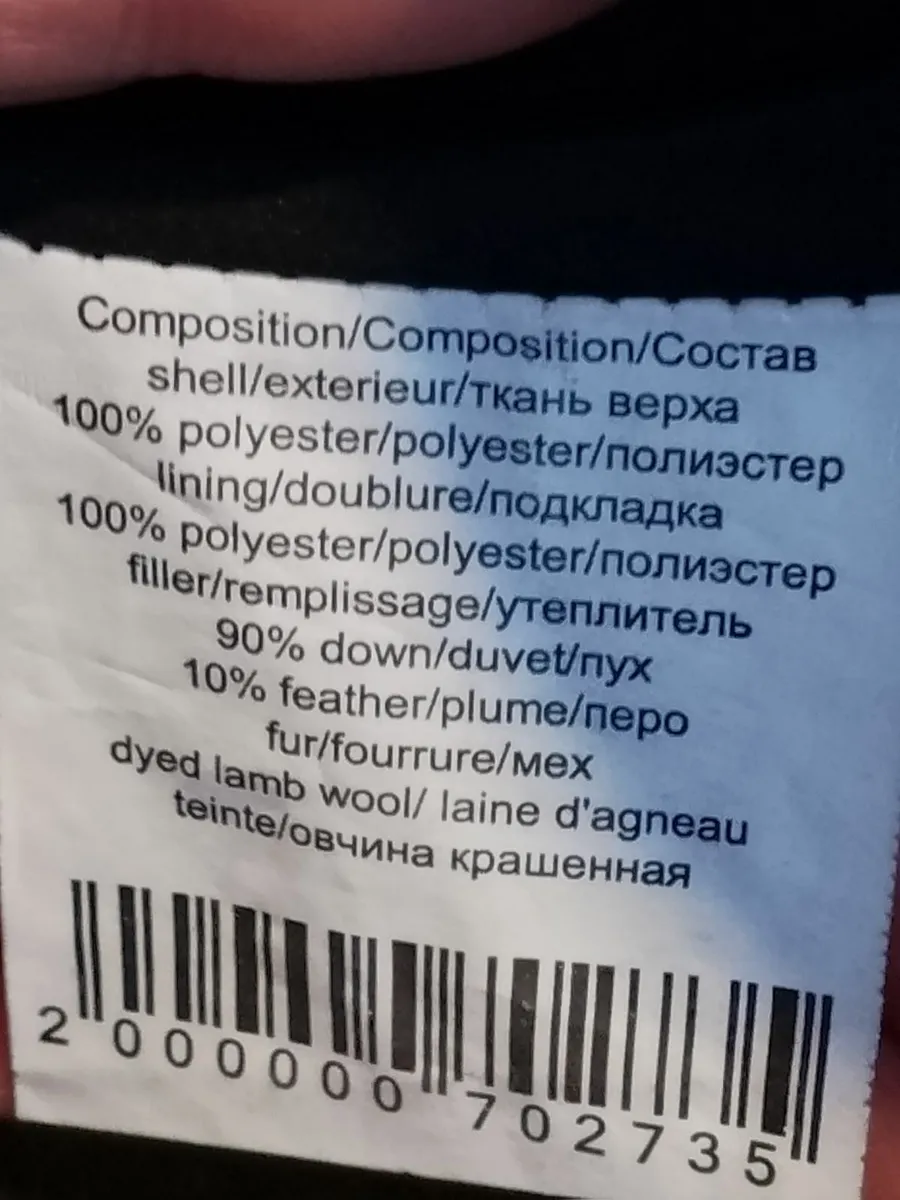 Composition/Composition/Состав
shell/exterieur/ткань верха
100% polyester/polyester/полиэстер
lining/doublure/подкладка
100% polyester/polyester/полиэстер
filler/remplissage/утеплитель
90% down/duvet/пух
10% feather/plume/перо
fur/fourrure/мех
dyed lamb wool/ laine d'agneau
teinte/овчина крашенная
2 000000 702735